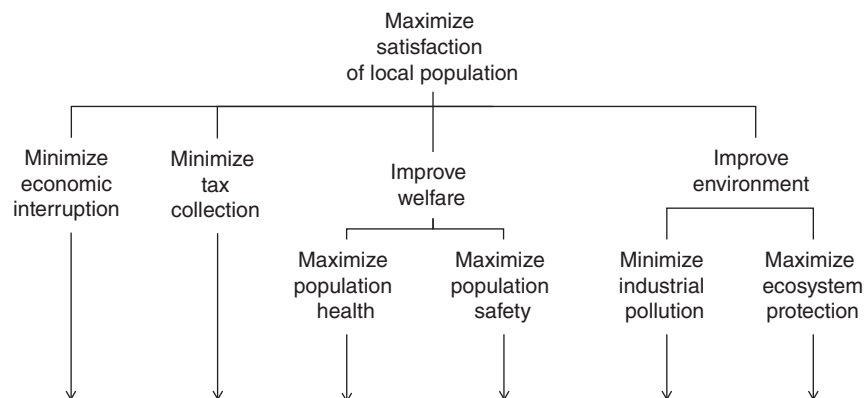 Maximize
satisfaction
of local population
Minimize
economic
interruption
Minimize
tax
collection
Improve
welfare
Improve
environment
Maximize
population
health
Maximize
population
safety
Minimize
industrial
pollution
Maximize
ecosystem
protection